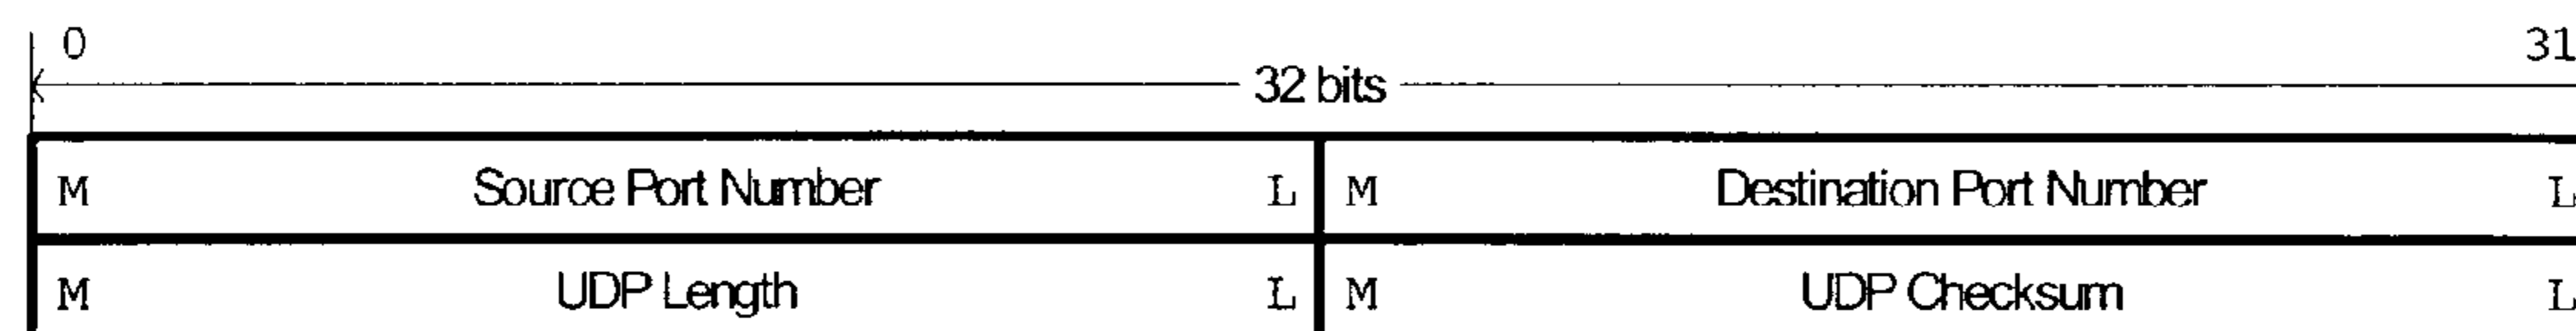 0 31
32 bits
M Source Port Number L M Destination Port Number L
M UDP Length L M UDP Checksum L